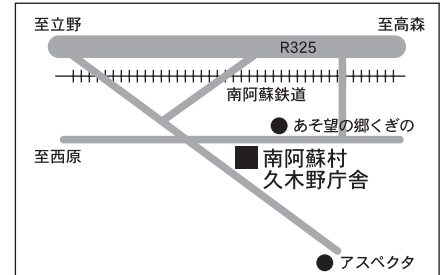 至立野
至高森
R325
南阿蘇鉄道
あそ望の郷くぎの
至西原
南阿蘇村
久木野庁舎
アスペクタ